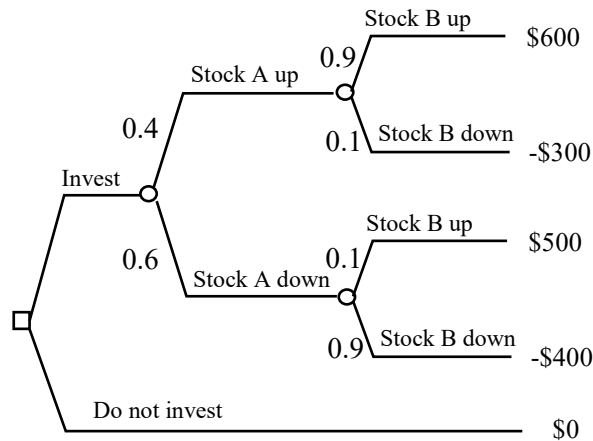 Stock B up
$600
0.9
Stock A up
0.4
0.1
Stock B down
-$300
Invest
Stock B up
$500
0.6
0.1
Stock A down
0.9
Stock B down
-$400
Do not invest
$0